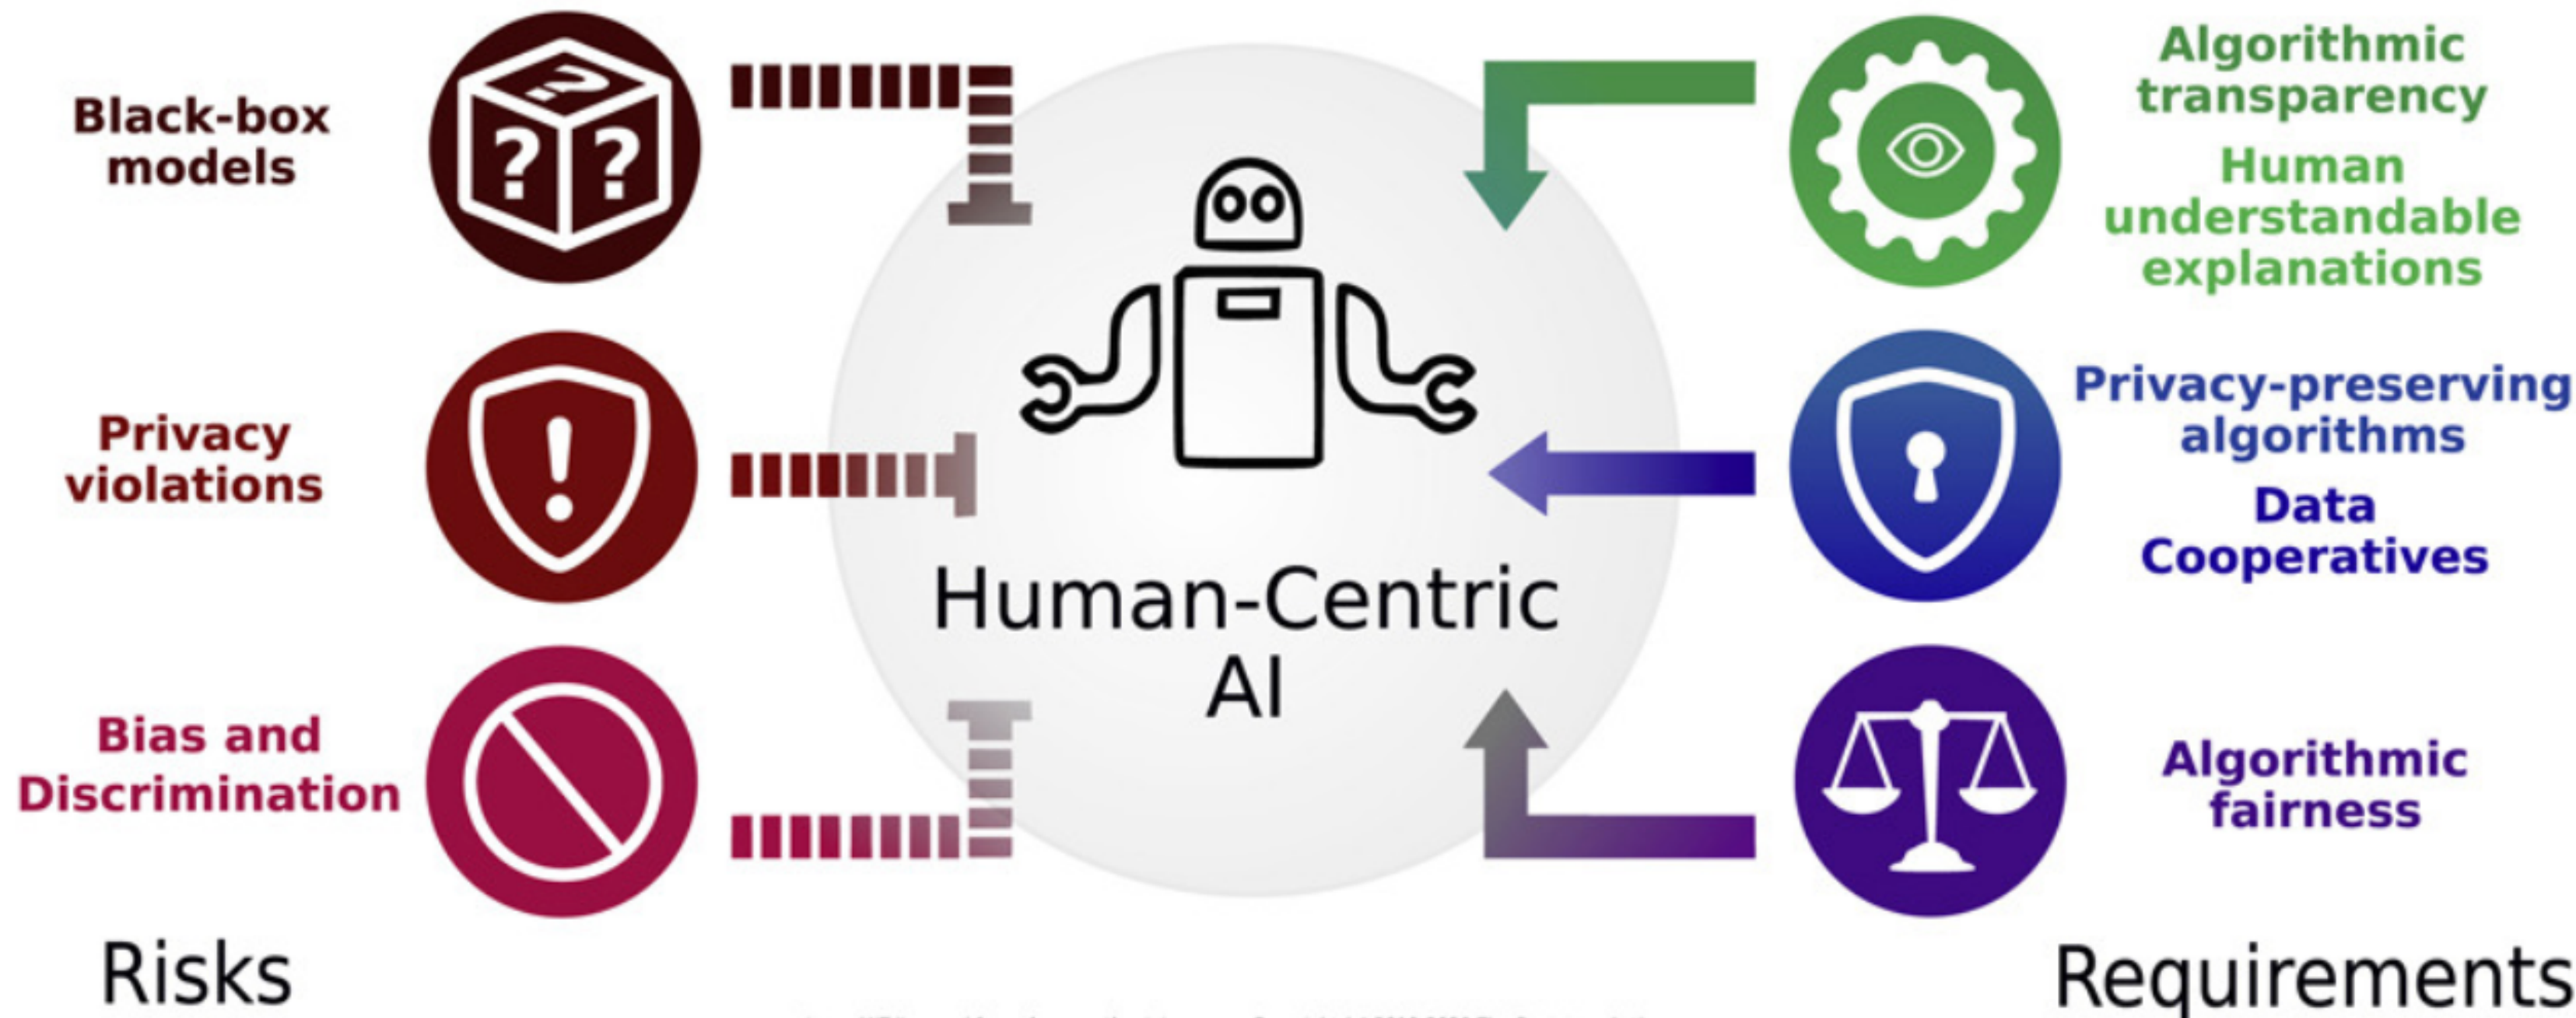 Black-box
models
? ? ?
Privacy
violations
!
Bias and
Discrimination
Risks
Human-Centric
AI
Algorithmic
transparency
Human
understandable
explanations
Privacy-preserving
algorithms
Data
Cooperatives
Algorithmic
fairness
Requirements